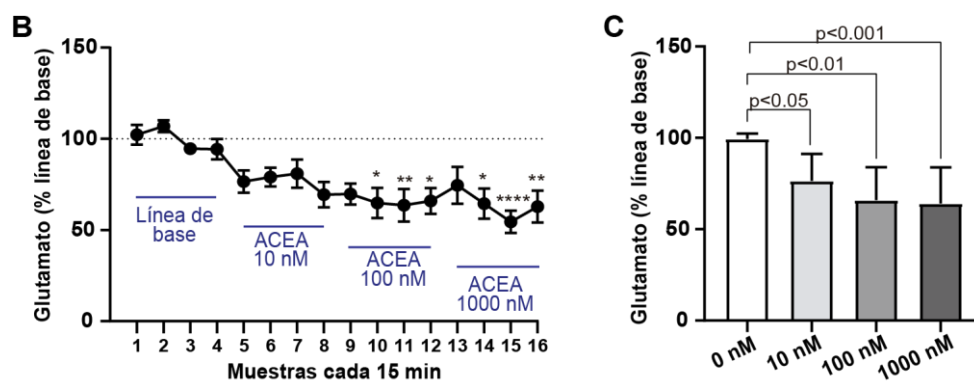 B
Glutamato (% línea de base)
150
100
50
0
* ** * * **** **
Línea de
base
ACEA
10 nM
ACEA
100 nM
ACEA
1000 nM
1 2 3 4 5 6 7 8 9 10 11 12 13 14 15 16
Muestras cada 15 min
C
Glutamato (% línea de base)
150
100
50
0
p<0.001
p<0.01
p<0.05
0 nM
10 nM
100 nM
1000 nM